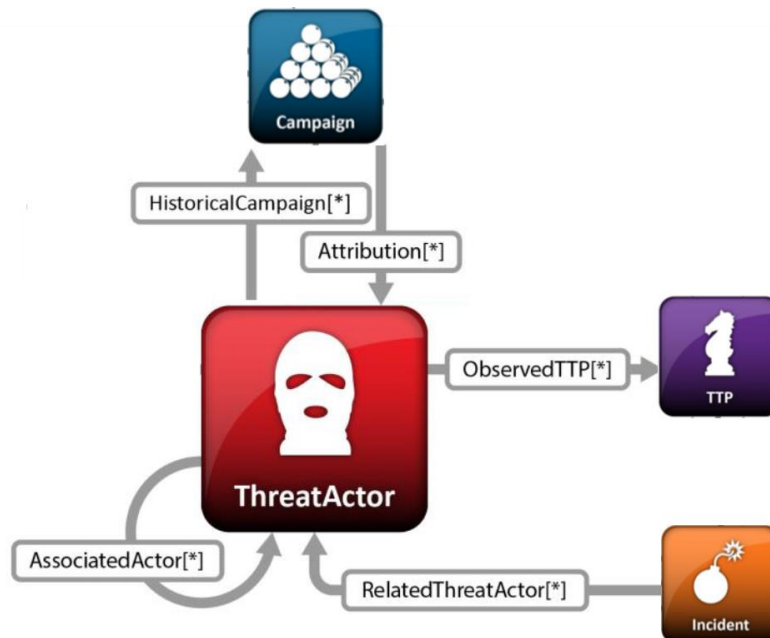 Campaign
HistoricalCampaign[*]
Attribution[*]
ObservedTTP[*]
TTP
ThreatActor
AssociatedActor[*]
RelatedThreatActor[*]
Incident